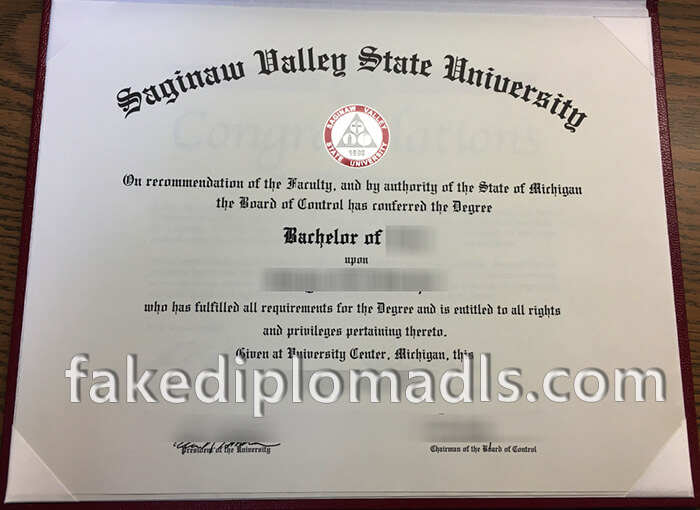 Saginaw Valley State University
SAGINAW VALLEY
1963
STATE UNIVERSITY
On recommendation of the Faculty, and by authority of the State of Michigan
the Board of Control has conferred the Degree
Bachelor of
upon
who has fulfilled all requirements for the Degree and is entitled to all rights
and privileges pertaining thereto.
Given at University Center, Michigan, this
fakediplomadls.com
President of the University
Chairman of the Board of Control